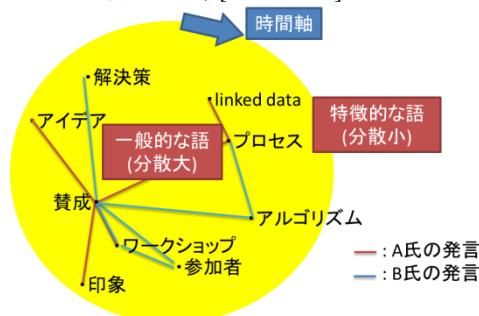 時間軸
解決策
linked data
アイデア
特徴的な語
(分散小)
一般的な語
(分散大)
プロセス
賛成
アルゴリズム
ワークショップ
参加者
印象
: A氏の発言
: B氏の発言